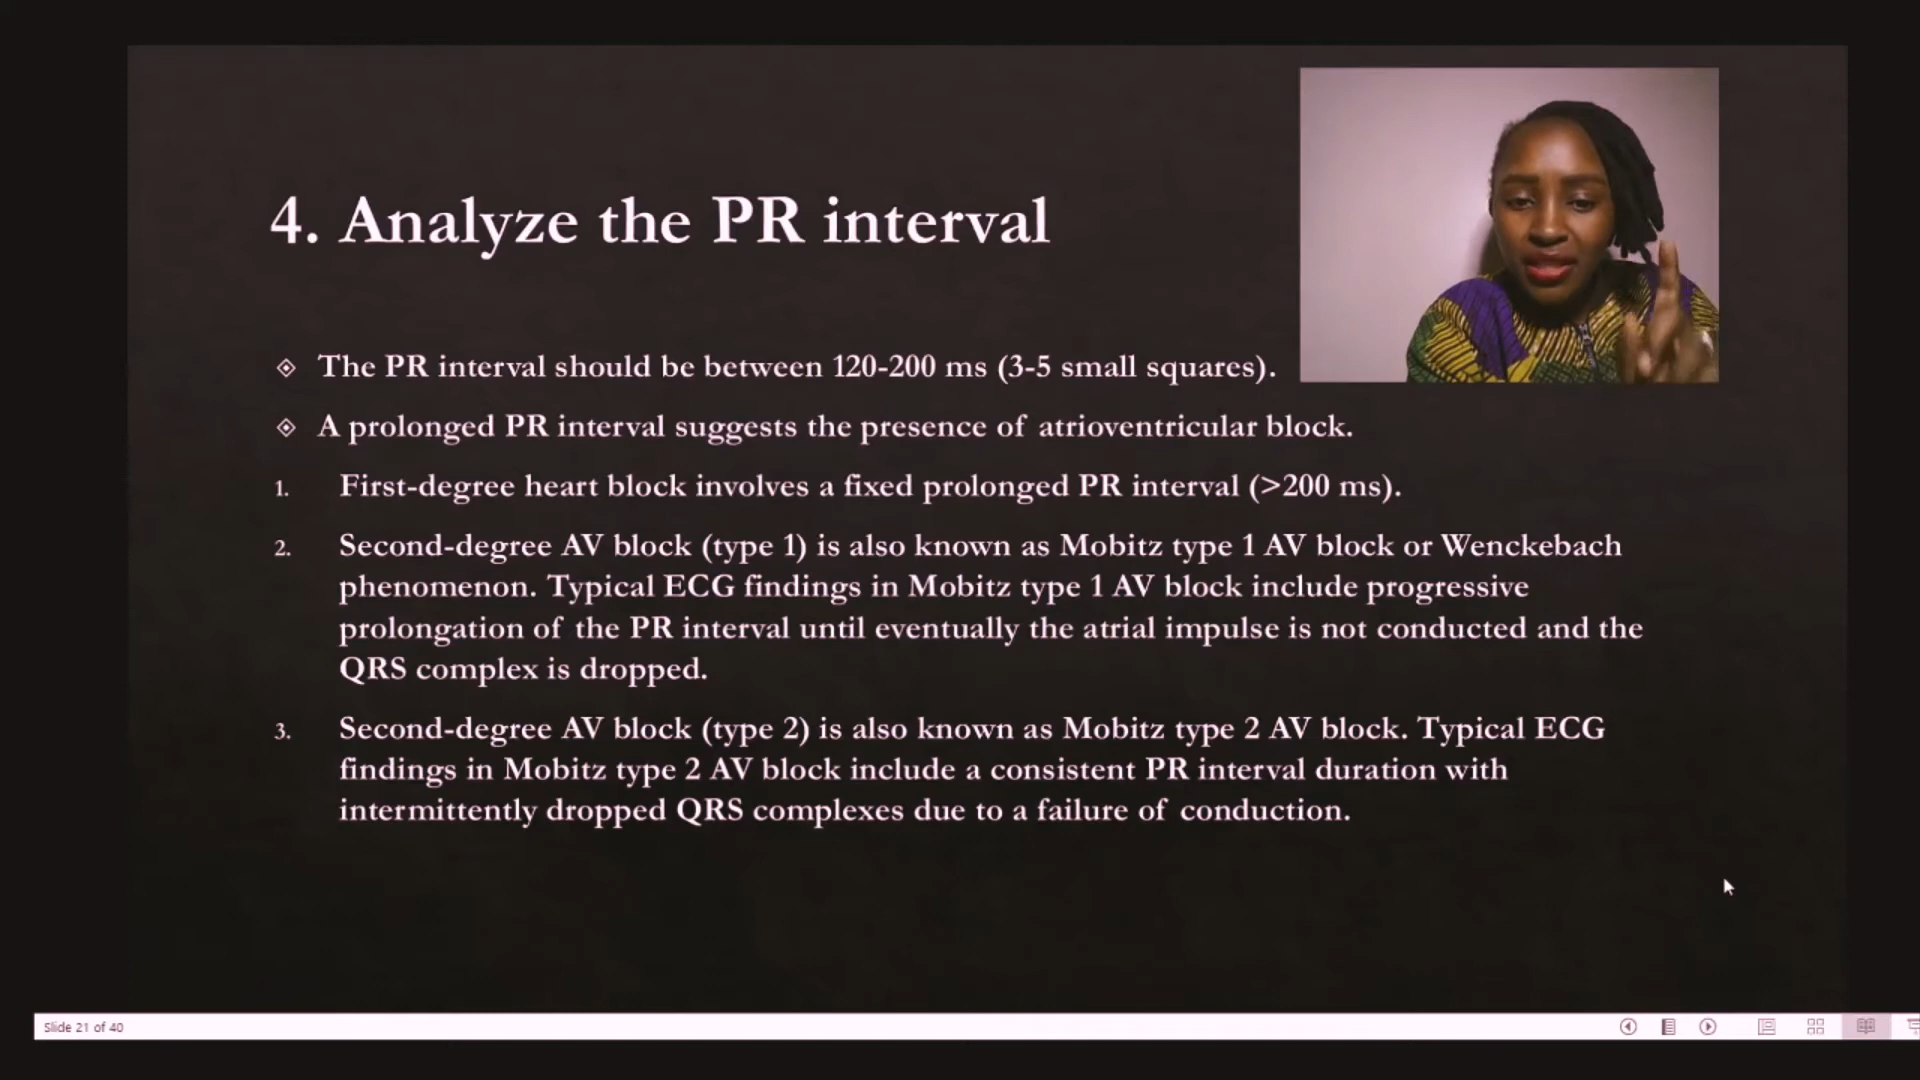 4. Analyze the PR interval
The PR interval should be between 120-200 ms (3-5 small squares).
A prolonged PR interval suggests the presence of atrioventricular block.
1. First-degree heart block involves a fixed prolonged PR interval (>200 ms).
2. Second-degree AV block (type 1) is also known as Mobitz type 1 AV block or Wenckebach
phenomenon. Typical ECG findings in Mobitz type 1 AV block include progressive
prolongation of the PR interval until eventually the atrial impulse is not conducted and the
QRS complex is dropped.
3. Second-degree AV block (type 2) is also known as Mobitz type 2 AV block. Typical ECG
findings in Mobitz type 2 AV block include a consistent PR interval duration with
intermittently dropped QRS complexes due to a failure of conduction.
Slide 21 of 40